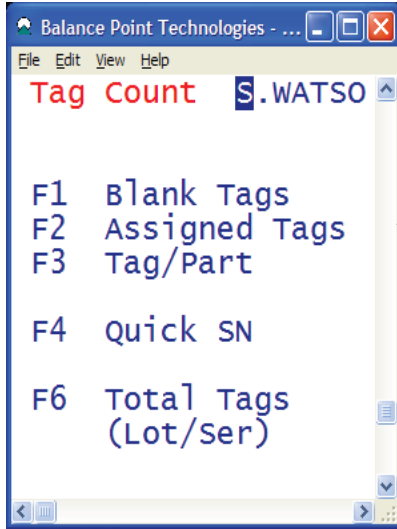 Balance Point Technologies - ...
File Edit View Help
Tag Count S.WATSO
F1 Blank Tags
F2 Assigned Tags
F3 Tag/Part
F4 Quick SN
F6 Total Tags
(Lot/Ser)